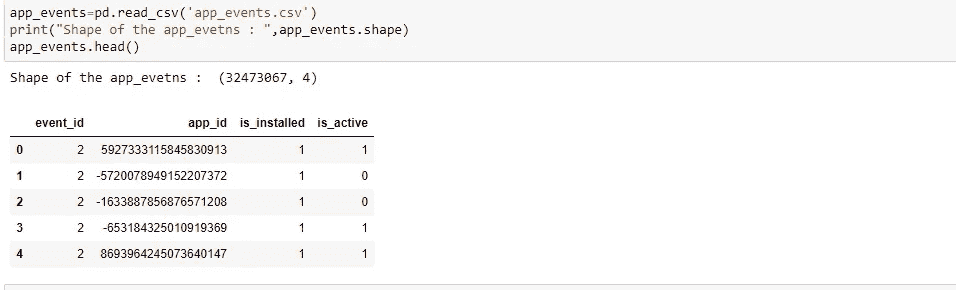 app_events=pd.read_csv('app_events.csv')
print("Shape of the app_evetns : ",app_events.shape)
app_events.head()
Shape of the app_evetns :  (32473067, 4)
event_id app_id is_installed is_active
0 2 5927333115845830913 1 1
1 2 -5720078949152207372 1 0
2 2 -1633887856876571208 1 0
3 2 -653184325010919369 1 1
4 2 8693964245073640147 1 1